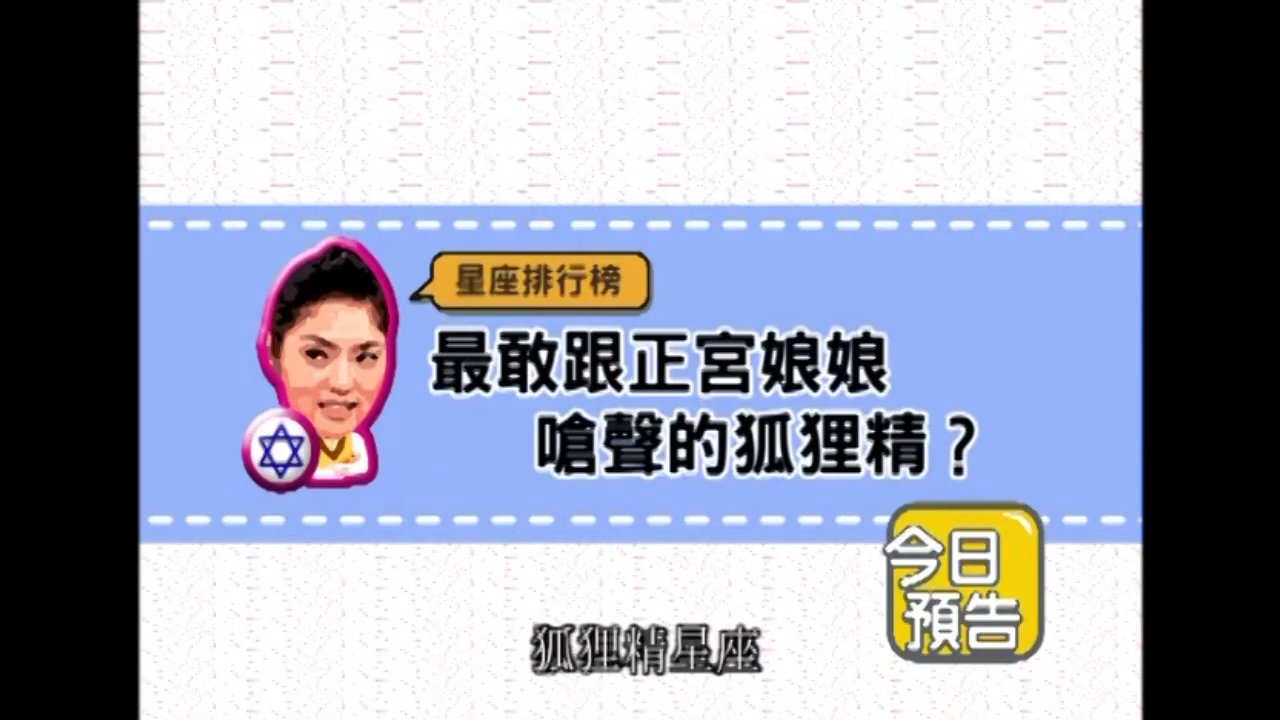 星座排行榜
最敢跟正宮娘娘
嗆聲的狐狸精？
今日
預告
狐狸精星座